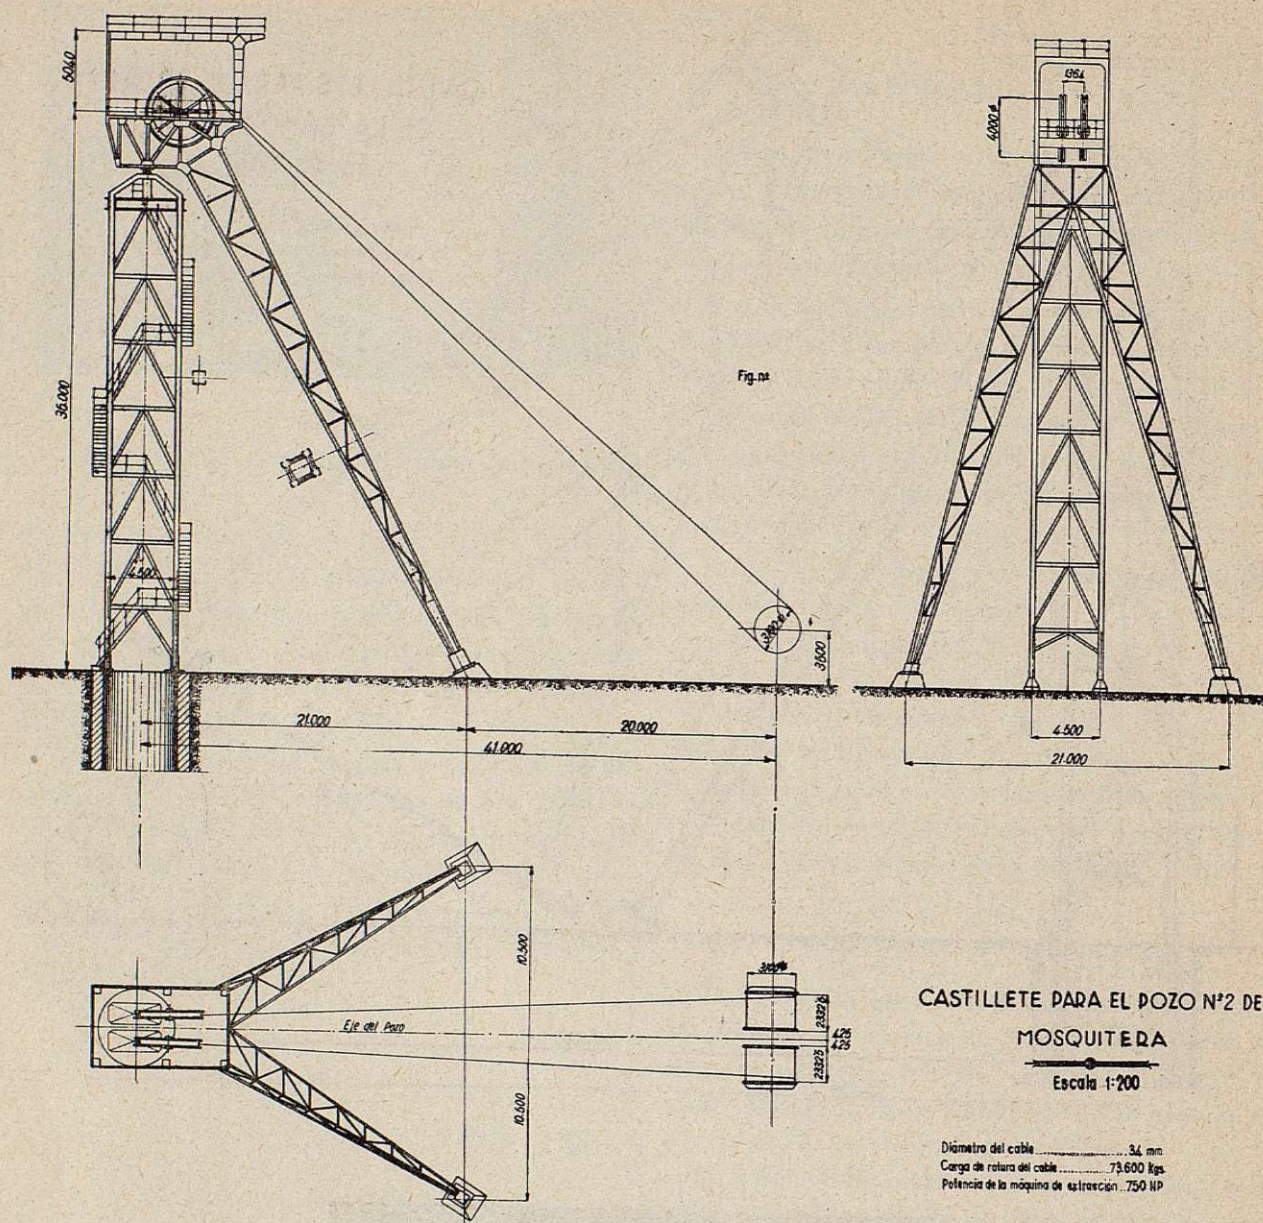 5040
36.000
4.500
1364
4000 ϕ
Fig. nº
3600
21.000
20.000
41.000
4.500
21.000
10.500
10.500
Eje del Pozo
425
425
CASTILLETE PARA EL POZO Nº2 DE
MOSQUITERA
Escala 1:200
Diámetro del cable 34 mm
Carga de rotura del cable 73.600 Kgs.
Potencia de la máquina de extracción 750 HP